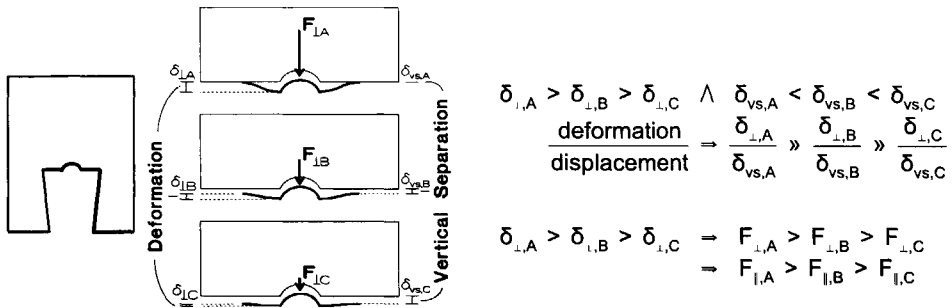 F⊥A
δ⊥A
δvs,A
F⊥B
δ⊥B
δvs,B
F⊥C
δ⊥C
δvs,C
Deformation
Vertical Separation
δ⊥,A > δ⊥,B > δ⊥,C ∧ δvs,A < δvs,B < δvs,C
deformation / displacement ⇒ δ⊥,A / δvs,A » δ⊥,B / δvs,B » δ⊥,C / δvs,C
δ⊥,A > δ⊥,B > δ⊥,C ⇒ F⊥,A > F⊥,B > F⊥,C
⇒ F∥,A > F∥,B > F∥,C